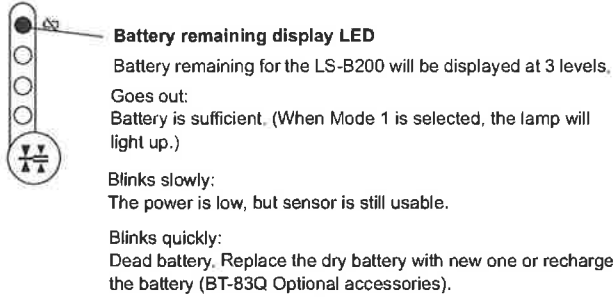 Battery remaining display LED
Battery remaining for the LS-B200 will be displayed at 3 levels.
Goes out:
Battery is sufficient. (When Mode 1 is selected, the lamp will
light up.)
Blinks slowly:
The power is low, but sensor is still usable.
Blinks quickly:
Dead battery. Replace the dry battery with new one or recharge
the battery (BT-83Q Optional accessories).